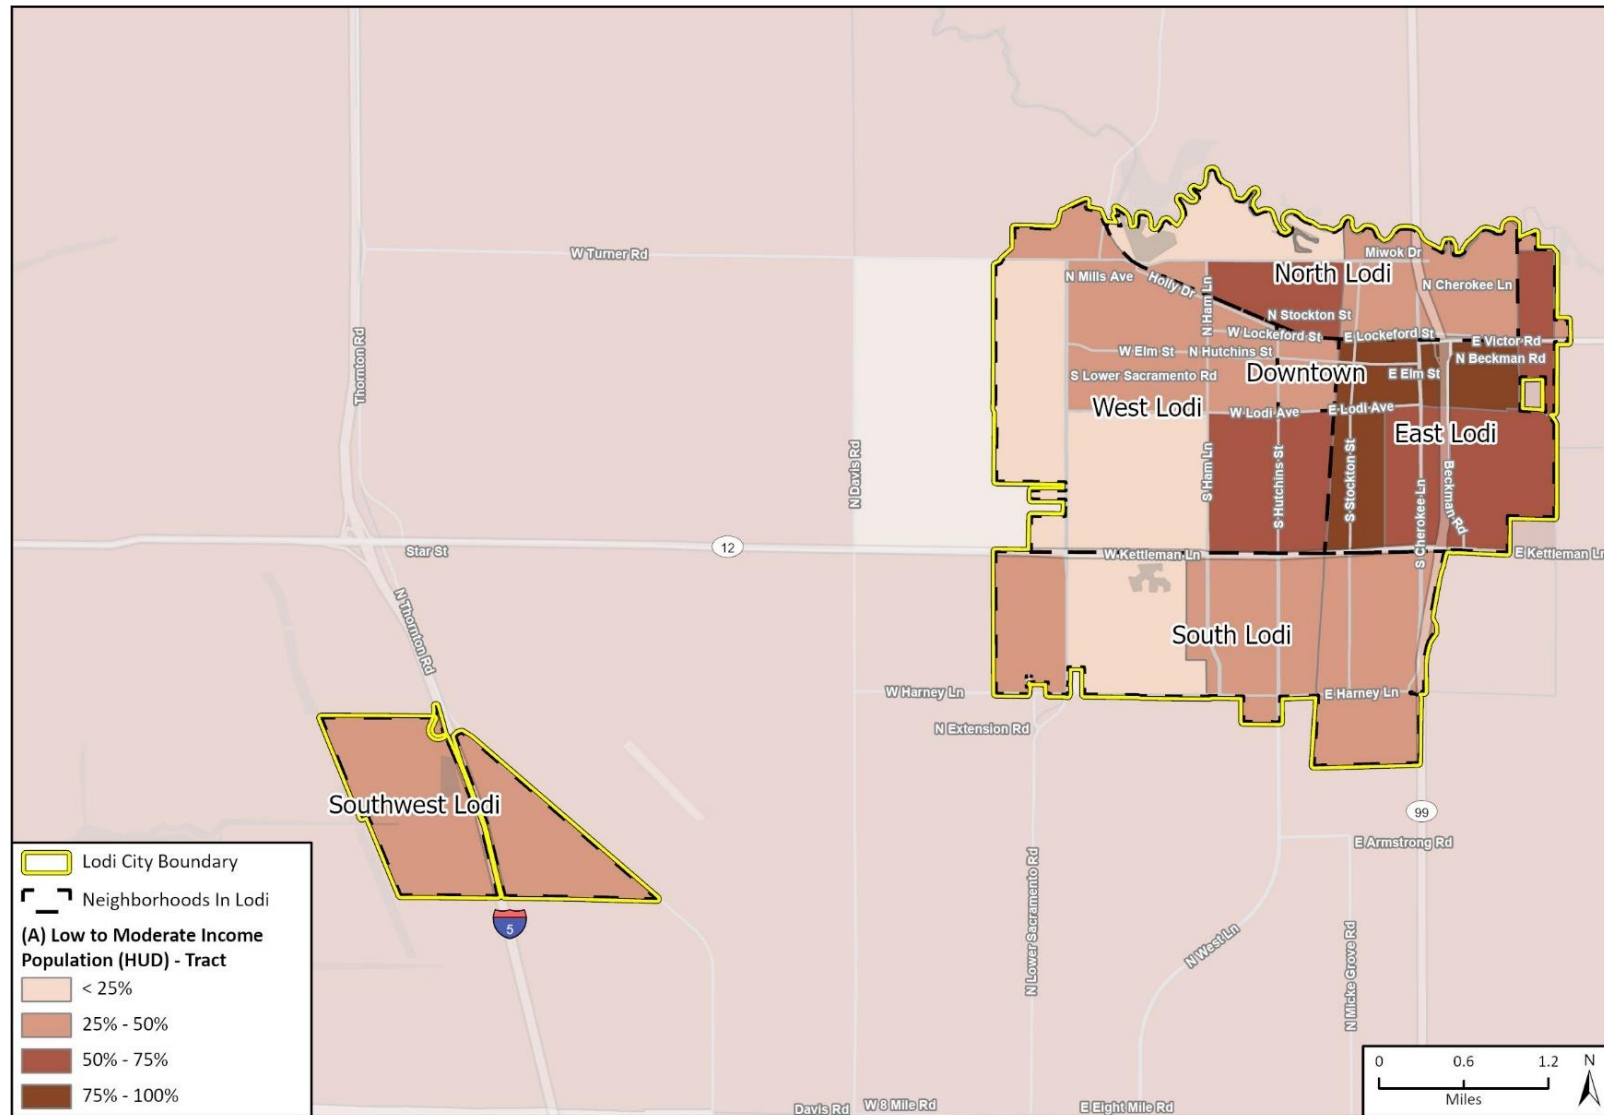 W Turner Rd
Miwok Dr
North Lodi
N Mills Ave
Holly Dr
N Ham Ln
N Cherokee Ln
N Stockton St
W Lockeford St
E Lockeford St
E Victor Rd
W Elm St
N Hutchins St
N Beckman Rd
S Lower Sacramento Rd
Downtown
E Elm St
Thornton Rd
West Lodi
W Lodi Ave
E Lodi Ave
East Lodi
N Davis Rd
S Ham Ln
S Hutchins St
S Stockton St
S Cherokee Ln
Beckman Rd
Star St
12
W Kettleman Ln
E Kettleman Ln
N Thornton Rd
South Lodi
W Harney Ln
E Harney Ln
N Extension Rd
Southwest Lodi
99
E Armstrong Rd
5
N Lower Sacramento Rd
N West Ln
N Micke Grove Rd
Davis Rd
W 8 Mile Rd
E Eight Mile Rd
Lodi City Boundary
Neighborhoods In Lodi
(A) Low to Moderate Income
Population (HUD) - Tract
< 25%
25% - 50%
50% - 75%
75% - 100%
0 0.6 1.2 N
Miles